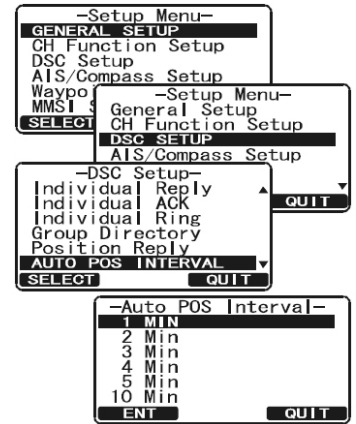 —Setup Menu—
GENERAL SETUP
CH Function Setup
DSC Setup
AIS/Compass Setup
Waypoi
MMSI
SELECT
—Setup Menu—
General Setup
CH Function Setup
DSC SETUP
AIS/Compass Setup
QUIT
—DSC Setup—
Individual Reply
Individual ACK
Individual Ring
Group Directory
Position Reply
AUTO POS INTERVAL
SELECT QUIT
—Auto POS Interval—
1 MIN
2 Min
3 Min
4 Min
5 Min
10 Min
ENT QUIT